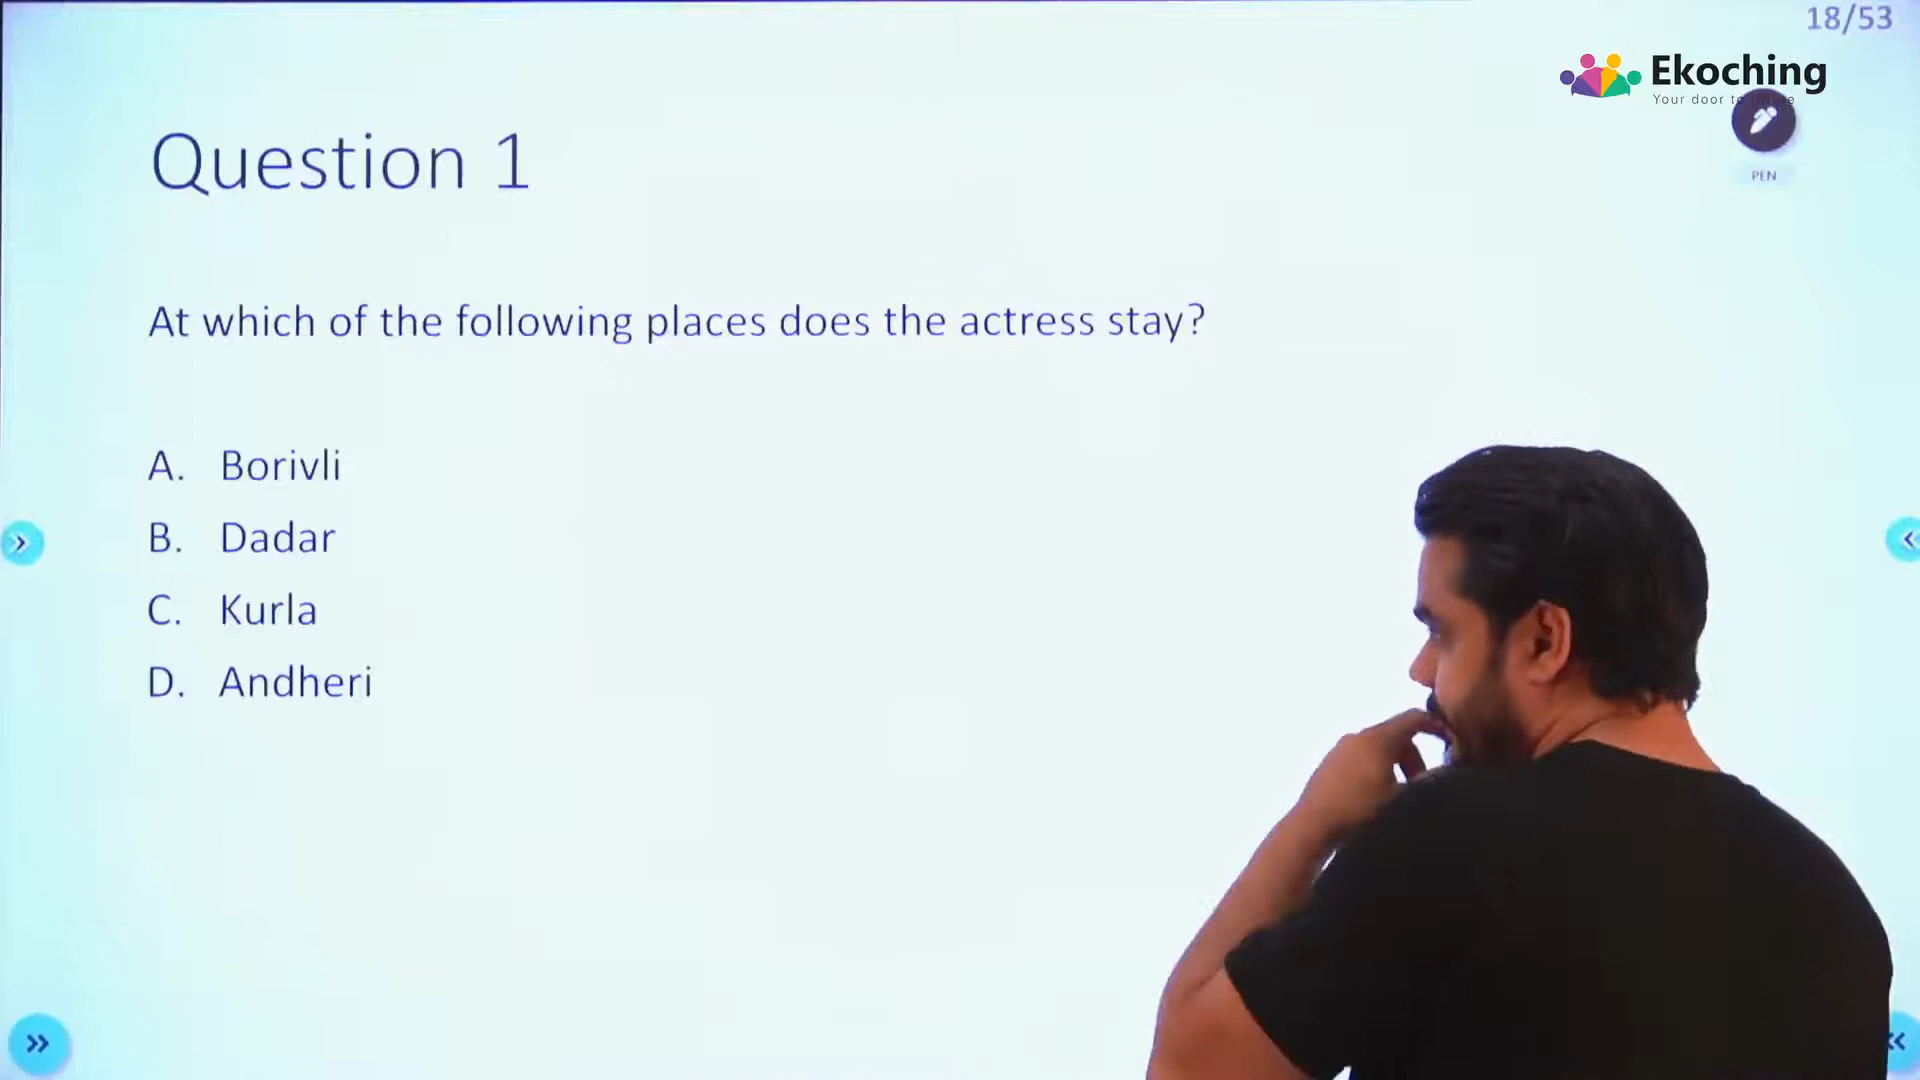 18/53
Ekoching
Your door to
PEN
Question 1
At which of the following places does the actress stay?
A. Borivli
B. Dadar
C. Kurla
D. Andheri